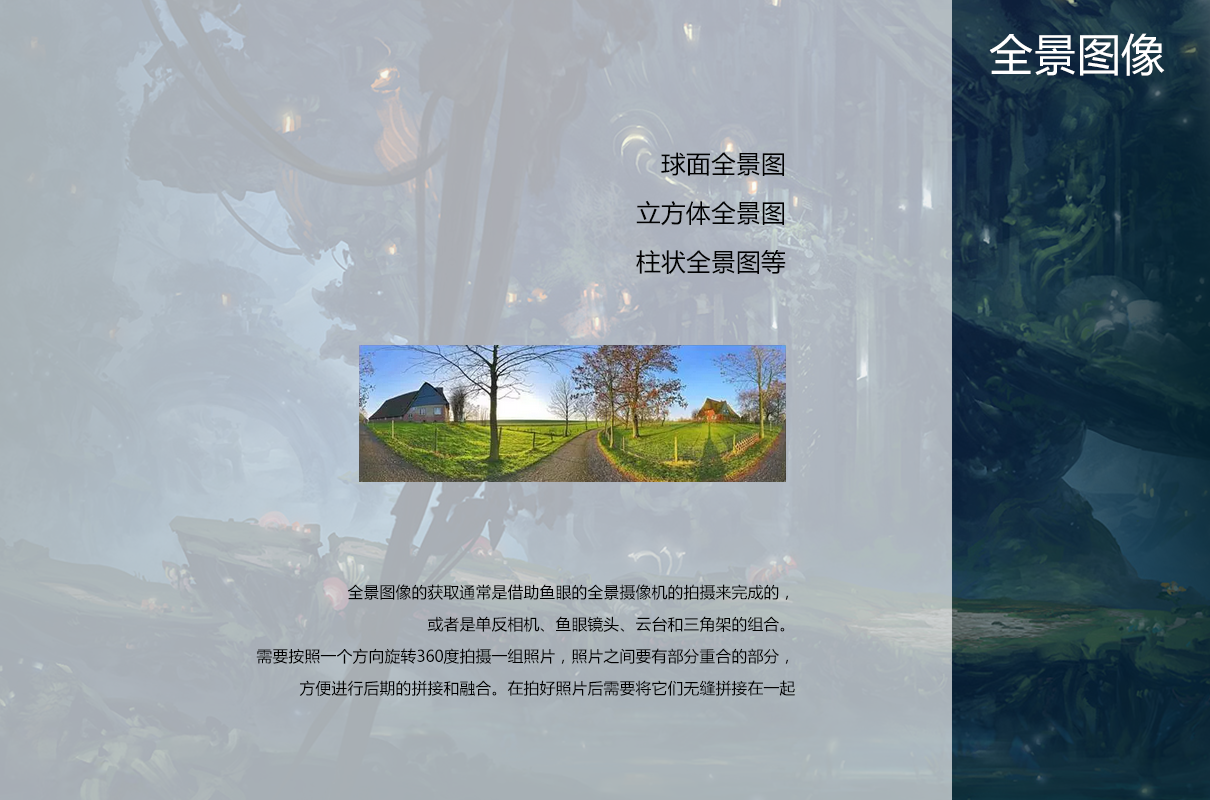 全景图像
球面全景图
立方体全景图
柱状全景图等
全景图像的获取通常是借助鱼眼的全景摄像机的拍摄来完成的，
或者是单反相机、鱼眼镜头、云台和三角架的组合。
需要按照一个方向旋转360度拍摄一组照片，照片之间要有部分重合的部分，
方便进行后期的拼接和融合。在拍好照片后需要将它们无缝拼接在一起